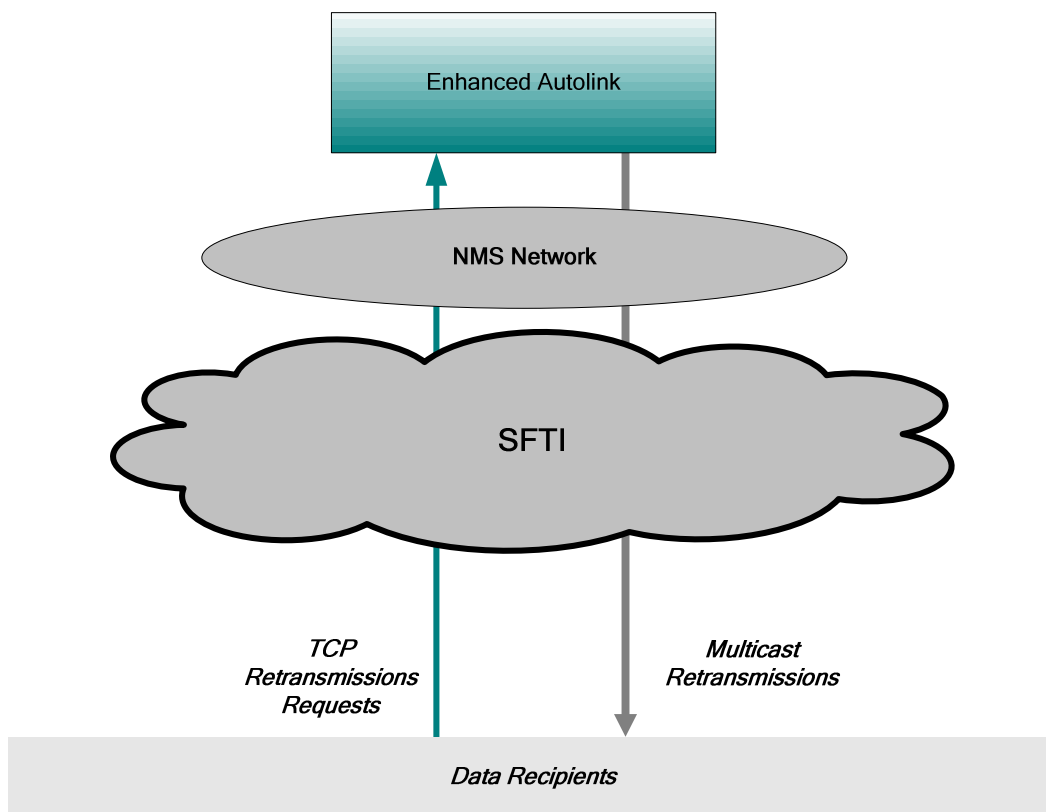 Enhanced Autolink
NMS Network
SFTI
TCP
Retransmissions
Requests
Multicast
Retransmissions
Data Recipients